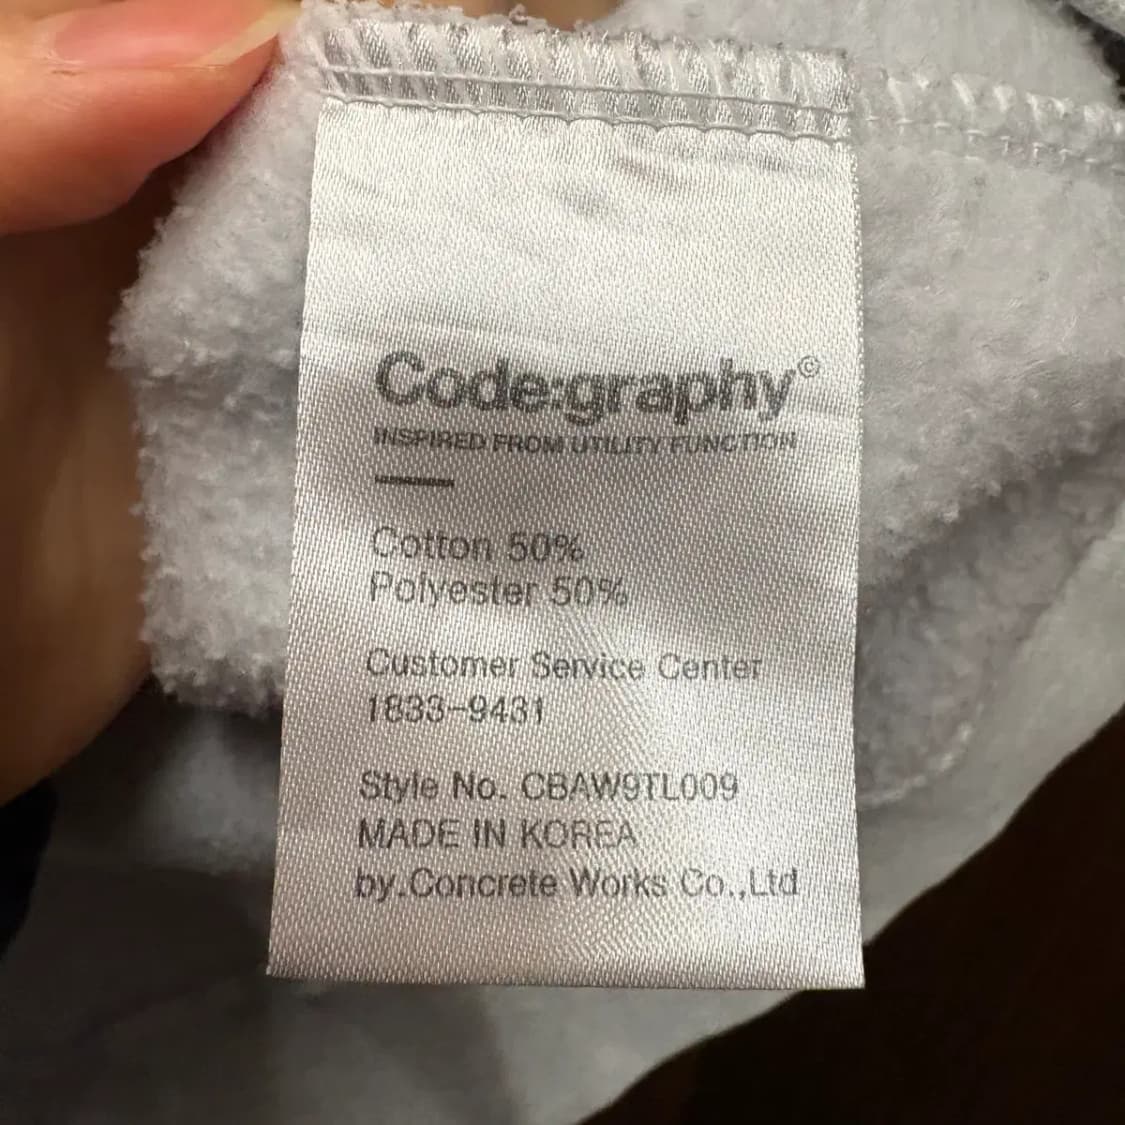 Code:graphy©
INSPIRED FROM UTILITY FUNCTION
Cotton 50%
Polyester 50%
Customer Service Center
1833-9431
Style No. CBAW9TL009
MADE IN KOREA
by.Concrete Works Co.,Ltd